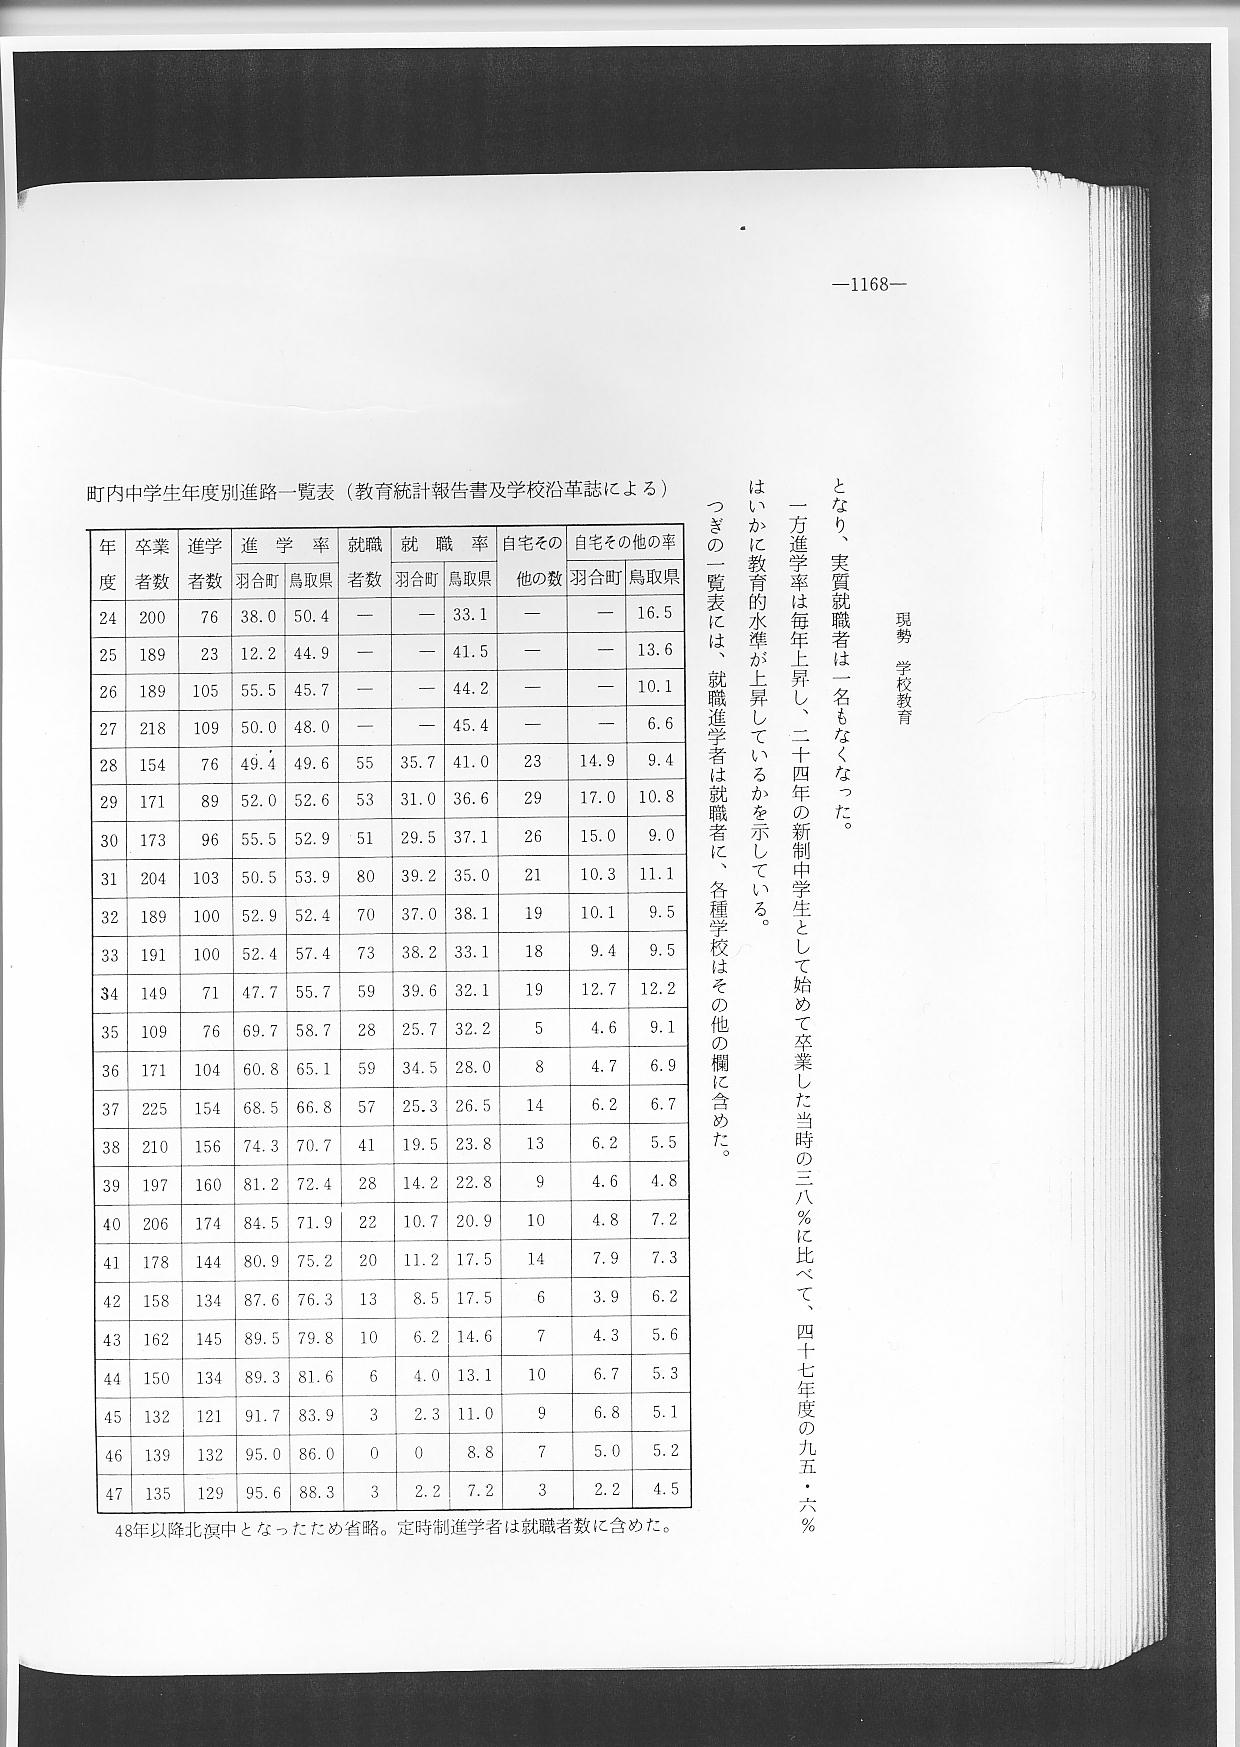 —1168—
現勢　学校教育
となり、実質就職者は一名もなくなった。
一方進学率は毎年上昇し、二十四年の新制中学生として始めて卒業した当時の三八％に比べて、四十七年度の九五・六％
はいかに教育的水準が上昇しているかを示している。
つぎの一覧表には、就職進学者は就職者に、各種学校はその他の欄に含めた。
町内中学生年度別進路一覧表（教育統計報告書及学校沿革誌による）
年度 卒業者数 進学者数 進学率 就職者数 就職率 自宅その他の数 自宅その他の率
羽合町 鳥取県 羽合町 鳥取県 羽合町 鳥取県
24 200 76 38.0 50.4 — — 33.1 — — 16.5
25 189 23 12.2 44.9 — — 41.5 — — 13.6
26 189 105 55.5 45.7 — — 44.2 — — 10.1
27 218 109 50.0 48.0 — — 45.4 — — 6.6
28 154 76 49.4 49.6 55 35.7 41.0 23 14.9 9.4
29 171 89 52.0 52.6 53 31.0 36.6 29 17.0 10.8
30 173 96 55.5 52.9 51 29.5 37.1 26 15.0 9.0
31 204 103 50.5 53.9 80 39.2 35.0 21 10.3 11.1
32 189 100 52.9 52.4 70 37.0 38.1 19 10.1 9.5
33 191 100 52.4 57.4 73 38.2 33.1 18 9.4 9.5
34 149 71 47.7 55.7 59 39.6 32.1 19 12.7 12.2
35 109 76 69.7 58.7 28 25.7 32.2 5 4.6 9.1
36 171 104 60.8 65.1 59 34.5 28.0 8 4.7 6.9
37 225 154 68.5 66.8 57 25.3 26.5 14 6.2 6.7
38 210 156 74.3 70.7 41 19.5 23.8 13 6.2 5.5
39 197 160 81.2 72.4 28 14.2 22.8 9 4.6 4.8
40 206 174 84.5 71.9 22 10.7 20.9 10 4.8 7.2
41 178 144 80.9 75.2 20 11.2 17.5 14 7.9 7.3
42 158 134 87.6 76.3 13 8.5 17.5 6 3.9 6.2
43 162 145 89.5 79.8 10 6.2 14.6 7 4.3 5.6
44 150 134 89.3 81.6 6 4.0 13.1 10 6.7 5.3
45 132 121 91.7 83.9 3 2.3 11.0 9 6.8 5.1
46 139 132 95.0 86.0 0 0 8.8 7 5.0 5.2
47 135 129 95.6 88.3 3 2.2 7.2 3 2.2 4.5
48年以降北溟中となったため省略。定時制進学者は就職者数に含めた。